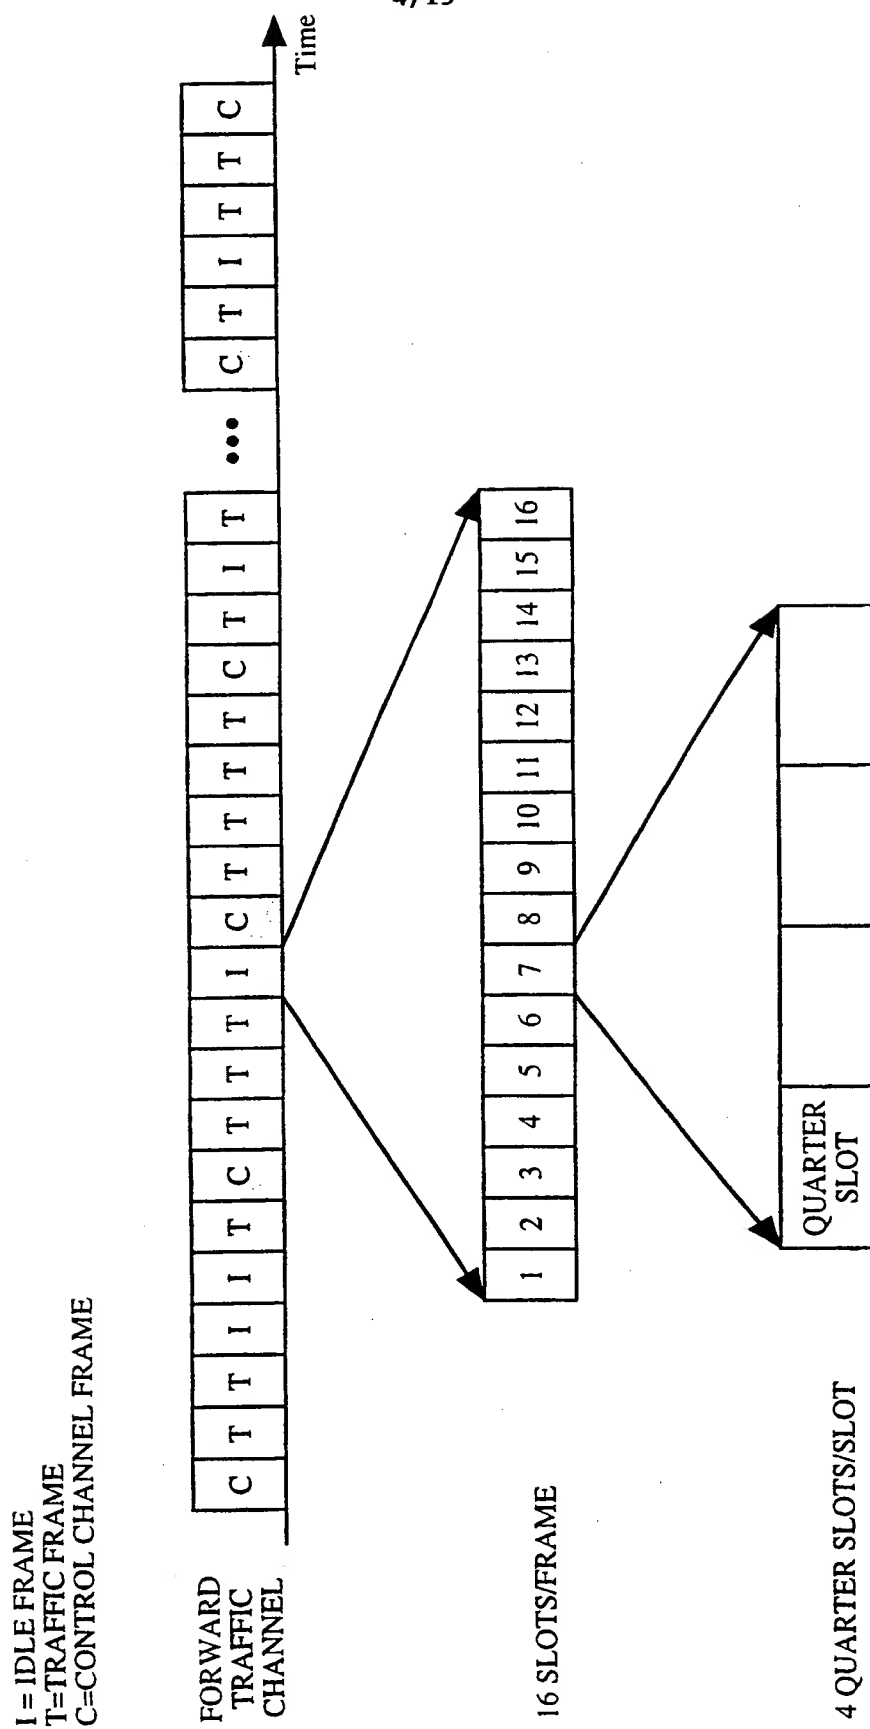 I = IDLE FRAME
T=TRAFFIC FRAME
C=CONTROL CHANNEL FRAME
FORWARD
TRAFFIC
CHANNEL
C T T I I T C T T T I C T T T T C T I T ••• C T I T T C
Time
16 SLOTS/FRAME
1 2 3 4 5 6 7 8 9 10 11 12 13 14 15 16
4 QUARTER SLOTS/SLOT
QUARTER
SLOT